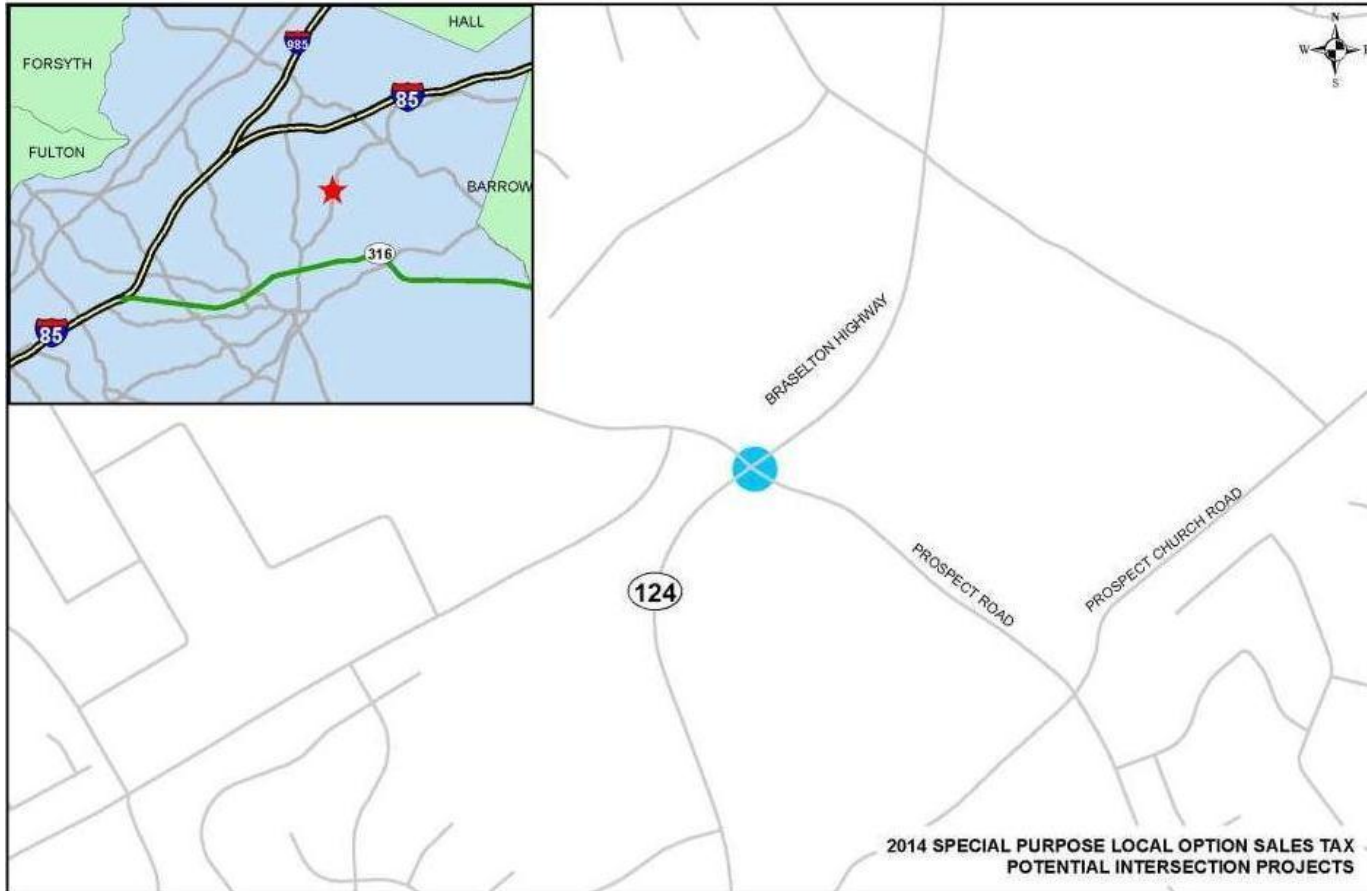 HALL
FORSYTH
985
85
FULTON
BARROW
316
85
N
W
S
BRASELTON HIGHWAY
124
PROSPECT ROAD
PROSPECT CHURCH ROAD
2014 SPECIAL PURPOSE LOCAL OPTION SALES TAX
POTENTIAL INTERSECTION PROJECTS